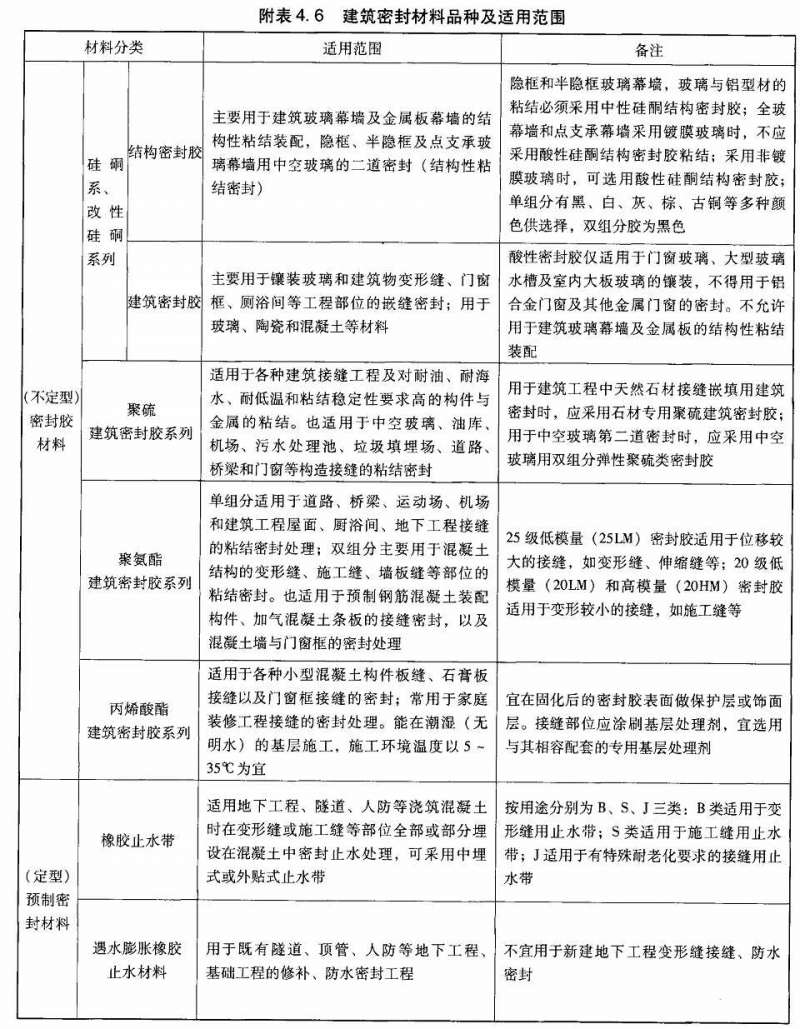 附表4.6 建筑密封材料品种及适用范围
材料分类
适用范围
备注
(不定型)
密封胶
材料
硅酮
系、
改性
硅酮
系列
结构密封胶
主要用于建筑玻璃幕墙及金属板幕墙的结
构性粘结装配，隐框、半隐框及点支承玻
璃幕墙用中空玻璃的二道密封（结构性粘
结密封）
隐框和半隐框玻璃幕墙，玻璃与铝型材的
粘结必须采用中性硅酮结构密封胶；全玻
幕墙和点支承幕墙采用镀膜玻璃时，不应
采用酸性硅酮结构密封胶粘结；采用非镀
膜玻璃时，可选用酸性硅酮结构密封胶；
单组分有黑、白、灰、棕、古铜等多种颜
色供选择，双组分胶为黑色
建筑密封胶
主要用于镶装玻璃和建筑物变形缝、门窗
框、厕浴间等工程部位的嵌缝密封；用于
玻璃、陶瓷和混凝土等材料
酸性密封胶仅适用于门窗玻璃、大型玻璃
水槽及室内大板玻璃的镶装，不得用于铝
合金门窗及其他金属门窗的密封。不允许
用于建筑玻璃幕墙及金属板的结构性粘结
装配
聚硫
建筑密封胶系列
适用于各种建筑接缝工程及对耐油、耐海
水、耐低温和粘结稳定性要求高的构件与
金属的粘结。也适用于中空玻璃、油库、
机场、污水处理池、垃圾填埋场、道路、
桥梁和门窗等构造接缝的粘结密封
用于建筑工程中天然石材接缝嵌填用建筑
密封时，应采用石材专用聚硫建筑密封胶；
用于中空玻璃第二道密封时，应采用中空
玻璃用双组分弹性聚硫类密封胶
聚氨酯
建筑密封胶系列
单组分适用于道路、桥梁、运动场、机场
和建筑工程屋面、厨浴间、地下工程接缝
的粘结密封处理；双组分主要用于混凝土
结构的变形缝、施工缝、墙板缝等部位的
粘结密封。也适用于预制钢筋混凝土装配
构件、加气混凝土条板的接缝密封，以及
混凝土墙与门窗框的密封处理
25级低模量（25LM）密封胶适用于位移较
大的接缝，如变形缝、伸缩缝等；20级低
模量（20LM）和高模量（20HM）密封胶
适用于变形较小的接缝，如施工缝等
丙烯酸酯
建筑密封胶系列
适用于各种小型混凝土构件板缝、石膏板
接缝以及门窗框接缝的密封；常用于家庭
装修工程接缝的密封处理。能在潮湿（无
明水）的基层施工，施工环境温度以5~
35℃为宜
宜在固化后的密封胶表面做保护层或饰面
层。接缝部位应涂刷基层处理剂，宜选用
与其相容配套的专用基层处理剂
(定型)
预制密
封材料
橡胶止水带
适用地下工程、隧道、人防等浇筑混凝土
时在变形缝或施工缝等部位全部或部分埋
设在混凝土中密封止水处理，可采用中埋
式或外贴式止水带
按用途分别为B、S、J三类：B类适用于变
形缝用止水带；S类适用于施工缝用止水
带；J适用于有特殊耐老化要求的接缝用止
水带
遇水膨胀橡胶
止水材料
用于既有隧道、顶管、人防等地下工程、
基础工程的修补、防水密封工程
不宜用于新建地下工程变形缝接缝、防水
密封